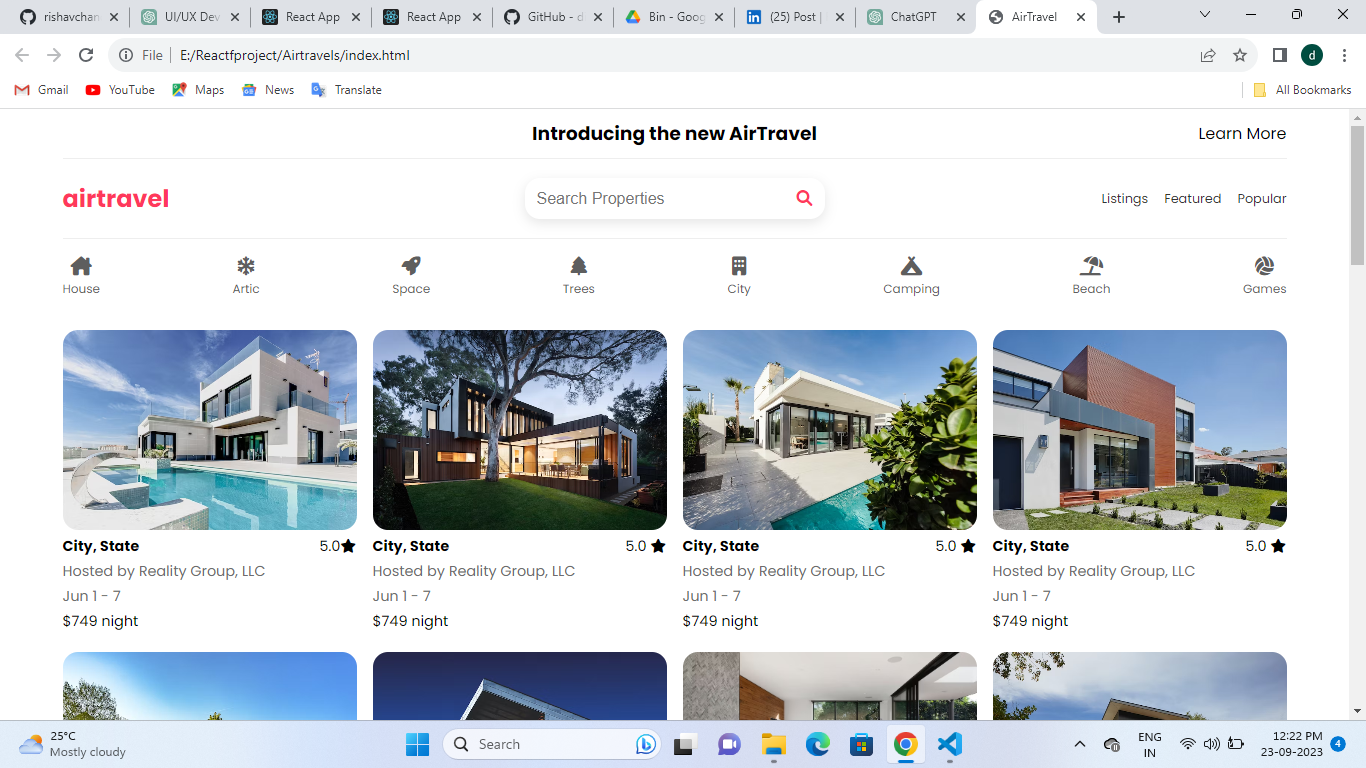 rishavchan
UI/UX Dev
React App
React App
GitHub - d
Bin - Goog
(25) Post |
ChatGPT
AirTravel
File
E:/Reactfproject/Airtravels/index.html
d
Gmail
YouTube
Maps
News
Translate
All Bookmarks
Introducing the new AirTravel
Learn More
airtravel
Search Properties
Listings
Featured
Popular
House
Artic
Space
Trees
City
Camping
Beach
Games
City, State
5.0
City, State
5.0
City, State
5.0
City, State
5.0
Hosted by Reality Group, LLC
Hosted by Reality Group, LLC
Hosted by Reality Group, LLC
Hosted by Reality Group, LLC
Jun 1 - 7
Jun 1 - 7
Jun 1 - 7
Jun 1 - 7
$749 night
$749 night
$749 night
$749 night
25°C
Mostly cloudy
Search
ENG
IN
12:22 PM
23-09-2023
4